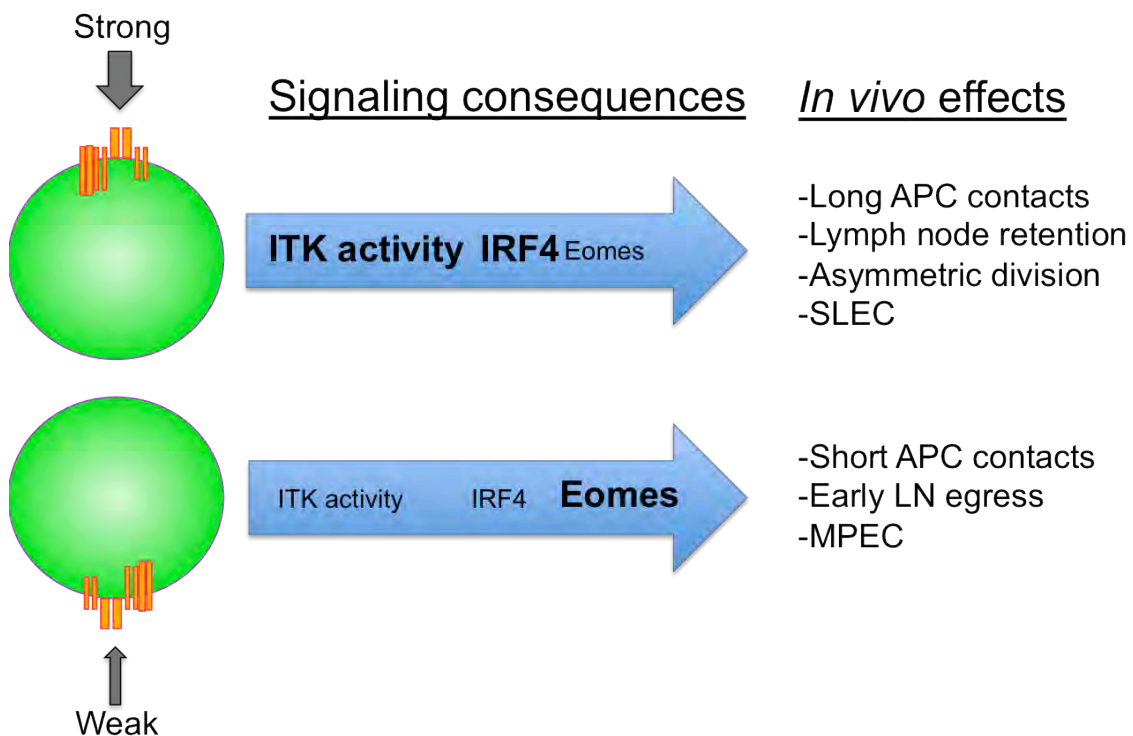 Strong
Signaling consequences
In vivo effects
ITK activity IRF4 Eomes
-Long APC contacts
-Lymph node retention
-Asymmetric division
-SLEC
ITK activity IRF4 Eomes
-Short APC contacts
-Early LN egress
-MPEC
Weak